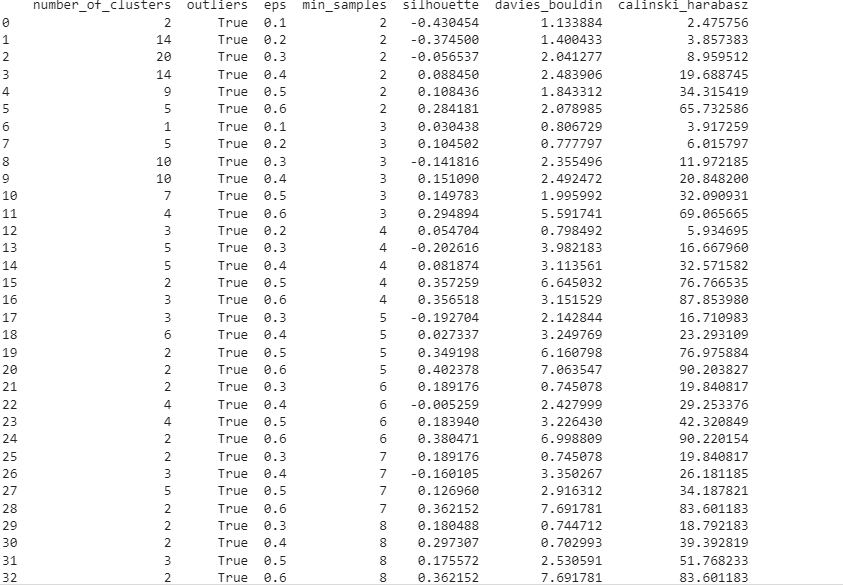 number_of_clusters outliers eps min_samples silhouette davies_bouldin calinski_harabasz
0 2 True 0.1 2 -0.430454 1.133884 2.475756
1 14 True 0.2 2 -0.374500 1.400433 3.857383
2 20 True 0.3 2 -0.056537 2.041277 8.959512
3 14 True 0.4 2 0.088450 2.483906 19.688745
4 9 True 0.5 2 0.108436 1.843312 34.315419
5 5 True 0.6 2 0.284181 2.078985 65.732586
6 1 True 0.1 3 0.030438 0.806729 3.917259
7 5 True 0.2 3 0.104502 0.777797 6.015797
8 10 True 0.3 3 -0.141816 2.355496 11.972185
9 10 True 0.4 3 0.151090 2.492472 20.848200
10 7 True 0.5 3 0.149783 1.995992 32.090931
11 4 True 0.6 3 0.294894 5.591741 69.065665
12 3 True 0.2 4 0.054704 0.798492 5.934695
13 5 True 0.3 4 -0.202616 3.982183 16.667960
14 5 True 0.4 4 0.081874 3.113561 32.571582
15 2 True 0.5 4 0.357259 6.645032 76.766535
16 3 True 0.6 4 0.356518 3.151529 87.853980
17 3 True 0.3 5 -0.192704 2.142844 16.710983
18 6 True 0.4 5 0.027337 3.249769 23.293109
19 2 True 0.5 5 0.349198 6.160798 76.975884
20 2 True 0.6 5 0.402378 7.063547 90.203827
21 2 True 0.3 6 0.189176 0.745078 19.840817
22 4 True 0.4 6 -0.005259 2.427999 29.253376
23 4 True 0.5 6 0.183940 3.226430 42.320849
24 2 True 0.6 6 0.380471 6.998809 90.220154
25 2 True 0.3 7 0.189176 0.745078 19.840817
26 3 True 0.4 7 -0.160105 3.350267 26.181185
27 5 True 0.5 7 0.126960 2.916312 34.187821
28 2 True 0.6 7 0.362152 7.691781 83.601183
29 2 True 0.3 8 0.180488 0.744712 18.792183
30 2 True 0.4 8 0.297307 0.702993 39.392819
31 3 True 0.5 8 0.175572 2.530591 51.768233
32 2 True 0.6 8 0.362152 7.691781 83.601183